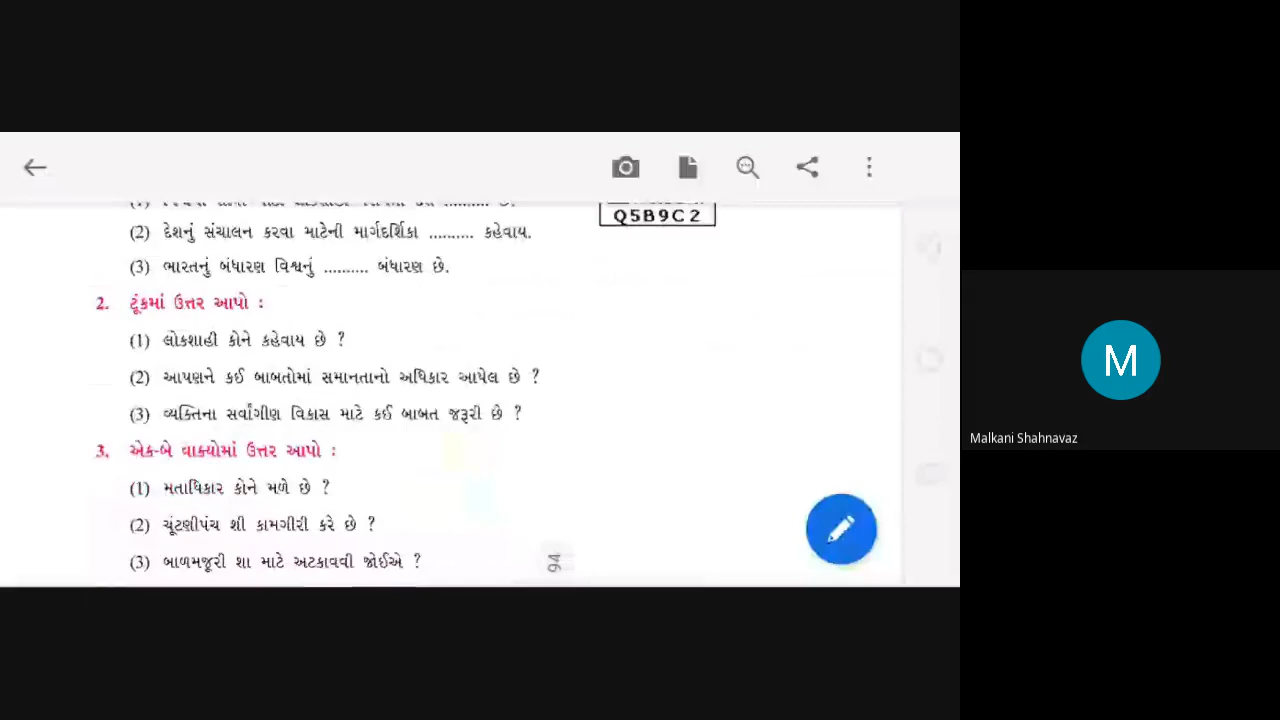 Q5B9C2
(2) દેશનું સંચાલન કરવા માટેની માર્ગદર્શિકા .......... કહેવાય.
(3) ભારતનું બંધારણ વિશ્વનું .......... બંધારણ છે.
2. ટૂંકમાં ઉત્તર આપો :
(1) લોકશાહી કોને કહેવાય છે ?
(2) આપણને કઈ બાબતોમાં સમાનતાનો અધિકાર આપેલ છે ?
(3) વ્યક્તિના સર્વાંગીણ વિકાસ માટે કઈ બાબત જરૂરી છે ?
3. એક-બે વાક્યોમાં ઉત્તર આપો :
(1) મતાધિકાર કોને મળે છે ?
(2) ચૂંટણીપંચ શી કામગીરી કરે છે ?
(3) બાળમજૂરી શા માટે અટકાવવી જોઈએ ?
94
M
Malkani Shahnavaz